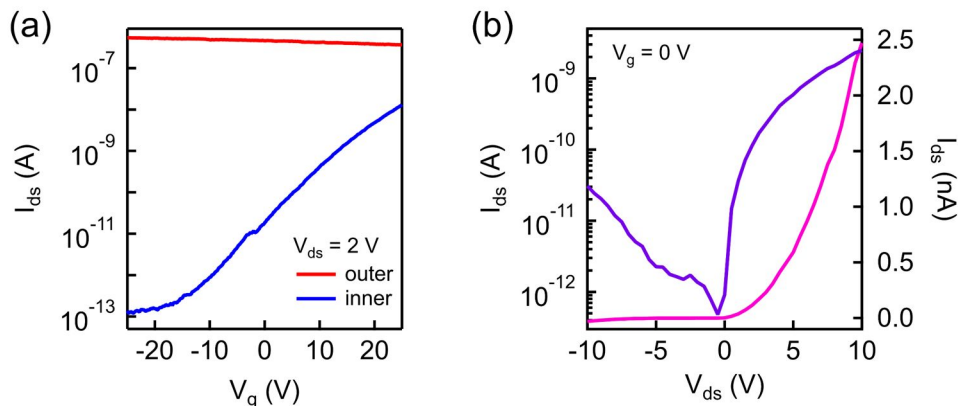 (a)
I_ds (A)
10^-7
10^-9
10^-11
10^-13
V_ds = 2 V
outer
inner
-20 -10 0 10 20
V_g (V)
(b)
V_g = 0 V
I_ds (A)
10^-9
10^-10
10^-11
10^-12
2.5
2.0
1.5
1.0
0.5
0.0
I_ds (nA)
-10 -5 0 5 10
V_ds (V)